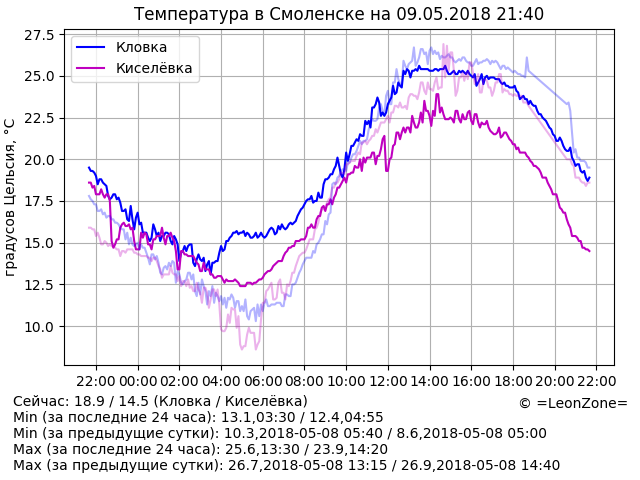 Температура в Смоленске на 09.05.2018 21:40
градусов Цельсия, °C
27.5
25.0
22.5
20.0
17.5
15.0
12.5
10.0
Кловка
Киселёвка
22:00 00:00 02:00 04:00 06:00 08:00 10:00 12:00 14:00 16:00 18:00 20:00 22:00
Сейчас: 18.9 / 14.5 (Кловка / Киселёвка)
© =LeonZone=
Min (за последние 24 часа): 13.1,03:30 / 12.4,04:55
Min (за предыдущие сутки): 10.3,2018-05-08 05:40 / 8.6,2018-05-08 05:00
Max (за последние 24 часа): 25.6,13:30 / 23.9,14:20
Max (за предыдущие сутки): 26.7,2018-05-08 13:15 / 26.9,2018-05-08 14:40